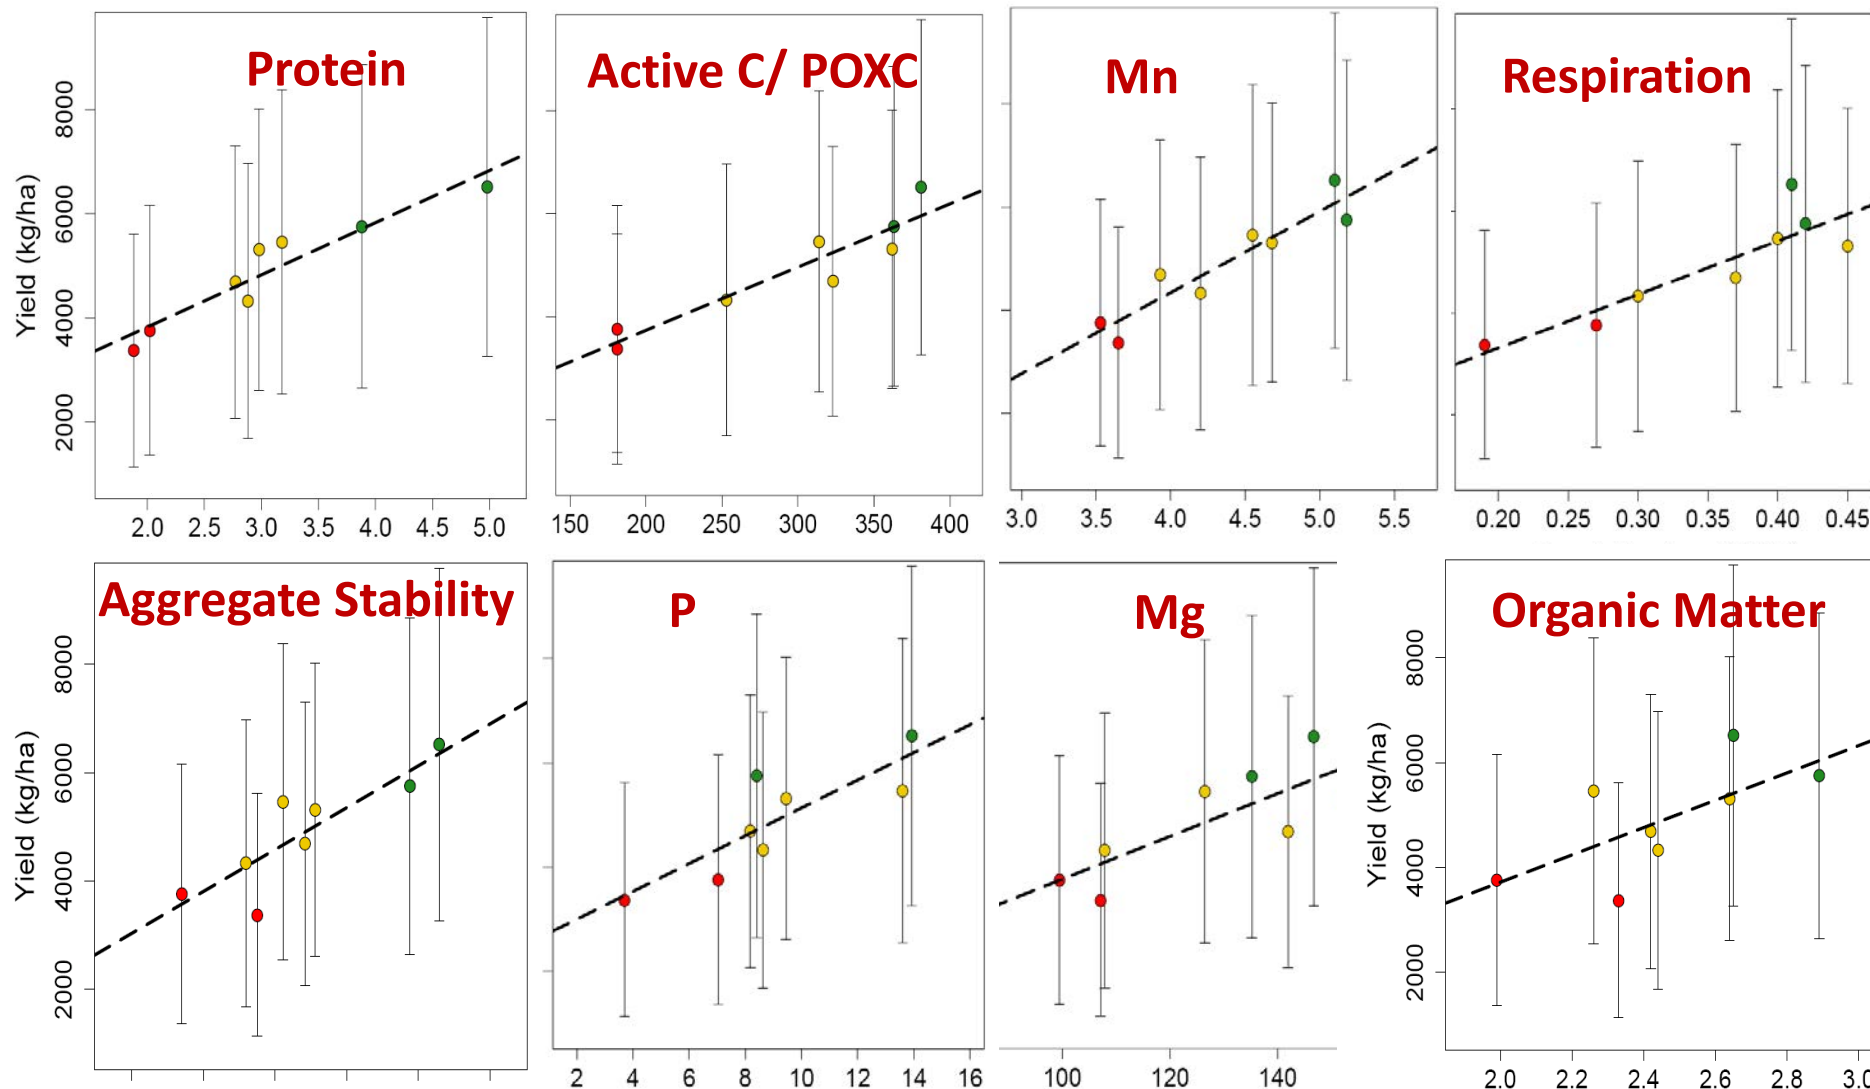 Protein
Active C/ POXC
Mn
Respiration
Yield (kg/ha)
8000
6000
4000
2000
2.0 2.5 3.0 3.5 4.0 4.5 5.0
150 200 250 300 350 400
3.0 3.5 4.0 4.5 5.0 5.5
0.20 0.25 0.30 0.35 0.40 0.45
Aggregate Stability
P
Mg
Organic Matter
Yield (kg/ha)
8000
6000
4000
2000
Yield (kg/ha)
8000
6000
4000
2000
2 4 6 8 10 12 14 16
100 120 140
2.0 2.2 2.4 2.6 2.8 3.0